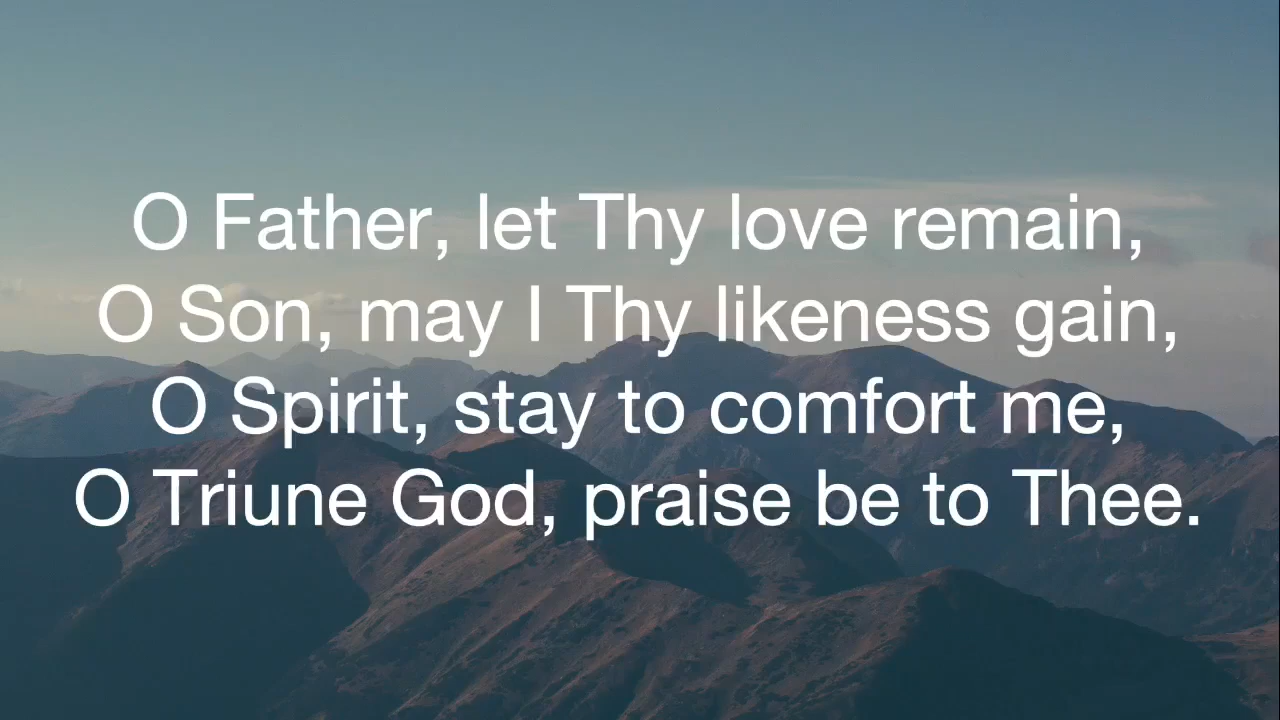 O Father, let Thy love remain,
O Son, may I Thy likeness gain,
O Spirit, stay to comfort me,
O Triune God, praise be to Thee.